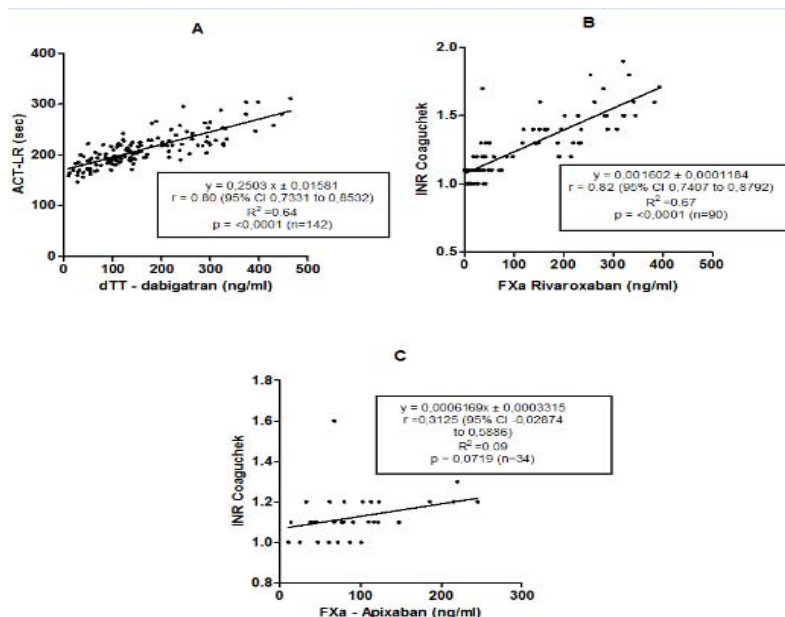 A
400
300
200
100
0
ACT-LR (sec)
y = 0,2503 x ± 0,01581
r = 0.80 (95% CI 0,7331 to 0,8532)
R² =0.64
p = <0,0001 (n=142)
0 100 200 300 400 500
dTT - dabigatran (ng/ml)
B
2.0
1.5
1.0
0.5
INR Coaguchek
y = 0,001602 ± 0,0001184
r = 0.82 (95% CI 0,7407 to 0,8792)
R² =0.67
p = <0,0001 (n=90)
0 100 200 300 400 500
FXa Rivaroxaban (ng/ml)
C
1.8
1.6
1.4
1.2
1.0
0.8
INR Coaguchek
y = 0,0006169x ± 0,0003315
r =0,3125 (95% CI -0,02874
to 0,5886)
R² =0.09
p = 0,0719 (n=34)
0 100 200 300
FXa - Apixaban (ng/ml)